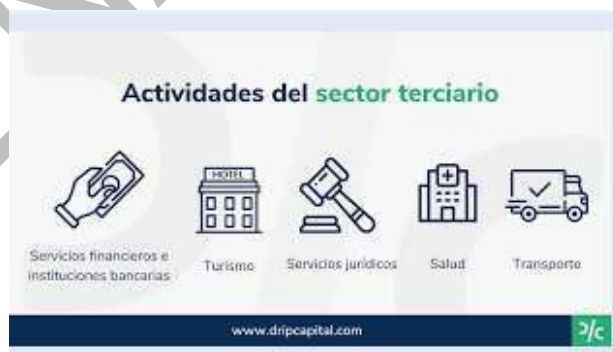 Actividades del sector terciario
HOTEL
Servicios financieros e
instituciones bancarias
Turismo
Servicios jurídicos
Salud
Transporte
www.dripcapital.com
D/C